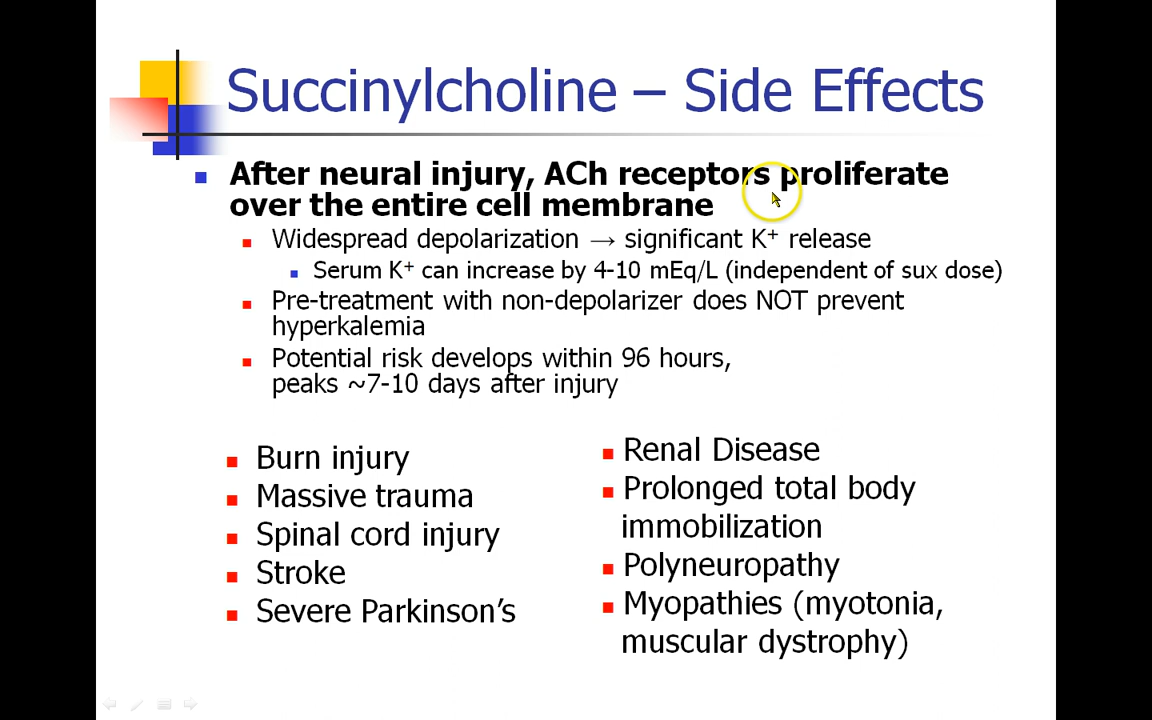 Succinylcholine – Side Effects
After neural injury, ACh receptors proliferate
over the entire cell membrane
Widespread depolarization → significant K⁺ release
Serum K⁺ can increase by 4-10 mEq/L (independent of sux dose)
Pre-treatment with non-depolarizer does NOT prevent
hyperkalemia
Potential risk develops within 96 hours,
peaks ~7-10 days after injury
Burn injury
Massive trauma
Spinal cord injury
Stroke
Severe Parkinson’s
Renal Disease
Prolonged total body
immobilization
Polyneuropathy
Myopathies (myotonia,
muscular dystrophy)